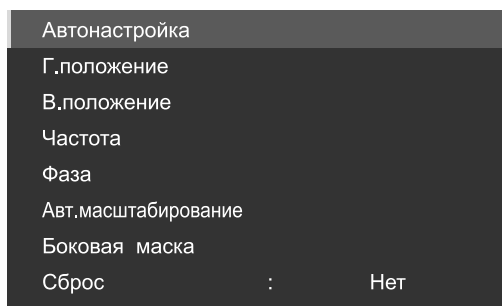 Автонастройка
Г.положение
В.положение
Частота
Фаза
Авт.масштабирование
Боковая маска
Сброс : Нет